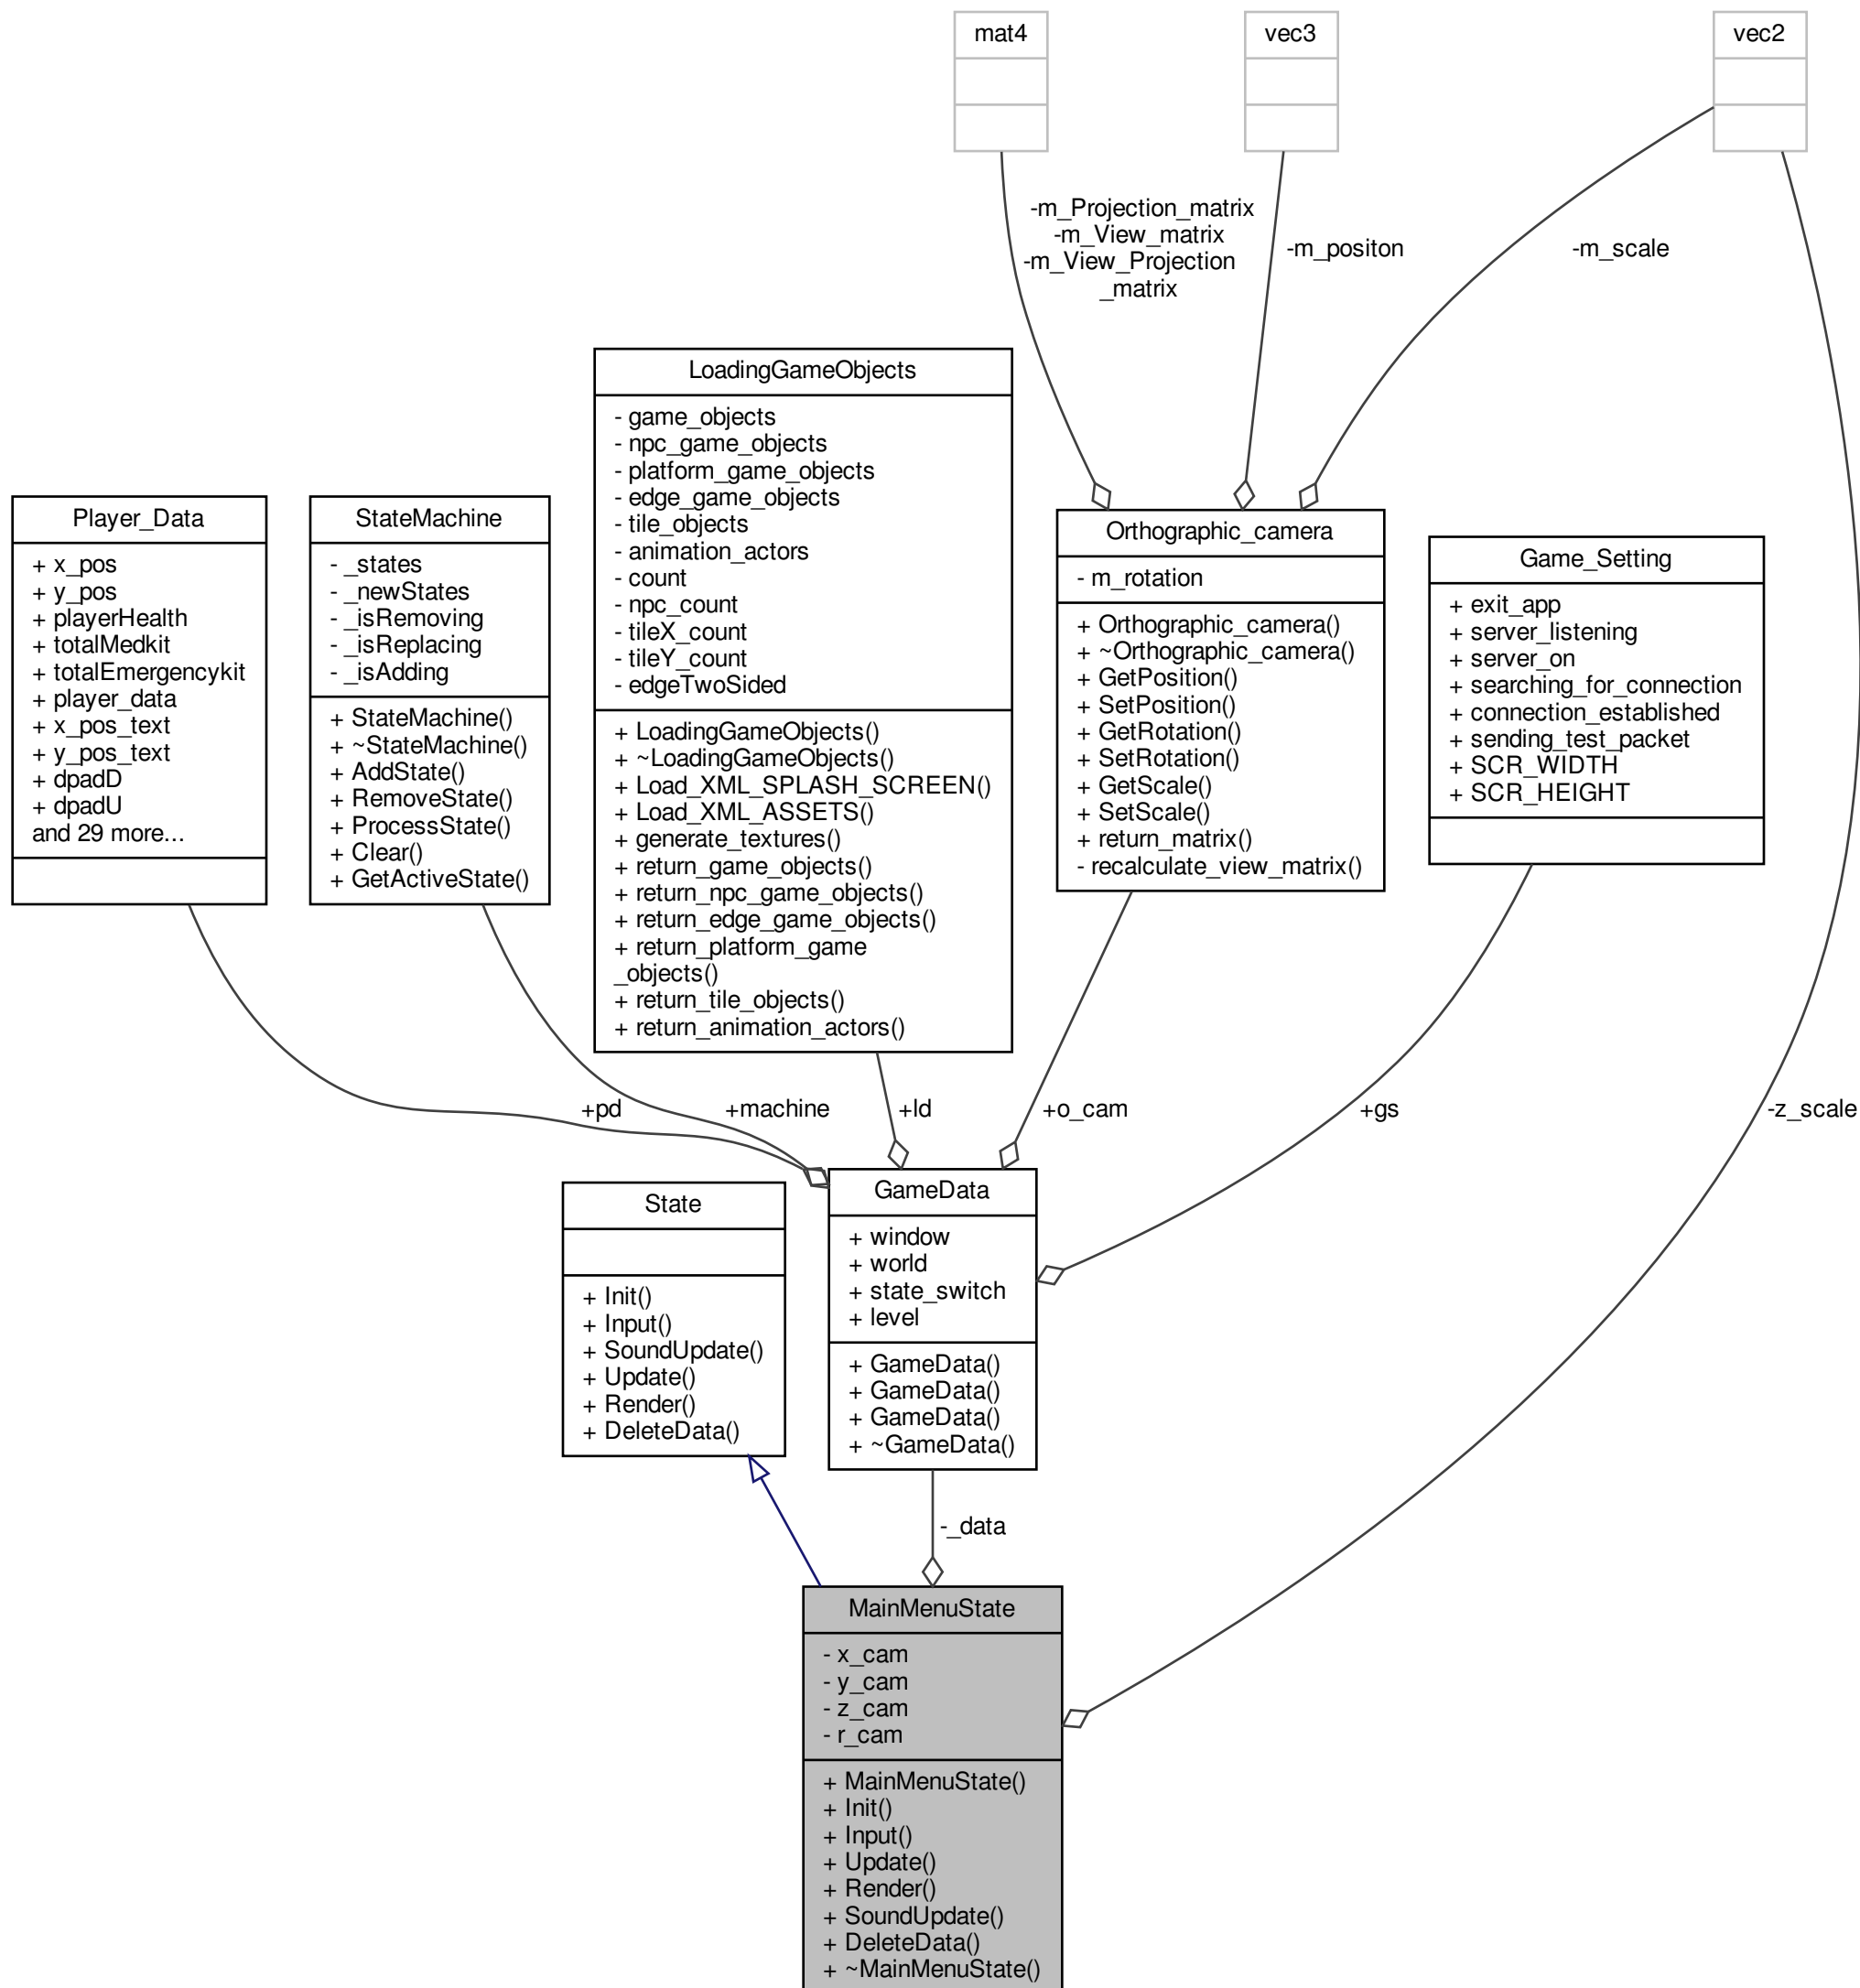 mat4
vec3
vec2
-m_Projection_matrix
-m_View_matrix
-m_View_Projection
_matrix
-m_positon
-m_scale
LoadingGameObjects
- game_objects
- npc_game_objects
- platform_game_objects
- edge_game_objects
- tile_objects
- animation_actors
- count
- npc_count
- tileX_count
- tileY_count
- edgeTwoSided
+ LoadingGameObjects()
+ ~LoadingGameObjects()
+ Load_XML_SPLASH_SCREEN()
+ Load_XML_ASSETS()
+ generate_textures()
+ return_game_objects()
+ return_npc_game_objects()
+ return_edge_game_objects()
+ return_platform_game
_objects()
+ return_tile_objects()
+ return_animation_actors()
Player_Data
+ x_pos
+ y_pos
+ playerHealth
+ totalMedkit
+ totalEmergencykit
+ player_data
+ x_pos_text
+ y_pos_text
+ dpadD
+ dpadU
and 29 more...
StateMachine
- _states
- _newStates
- _isRemoving
- _isReplacing
- _isAdding
+ StateMachine()
+ ~StateMachine()
+ AddState()
+ RemoveState()
+ ProcessState()
+ Clear()
+ GetActiveState()
Orthographic_camera
- m_rotation
+ Orthographic_camera()
+ ~Orthographic_camera()
+ GetPosition()
+ SetPosition()
+ GetRotation()
+ SetRotation()
+ GetScale()
+ SetScale()
+ return_matrix()
- recalculate_view_matrix()
Game_Setting
+ exit_app
+ server_listening
+ server_on
+ searching_for_connection
+ connection_established
+ sending_test_packet
+ SCR_WIDTH
+ SCR_HEIGHT
+pd
+machine
+ld
+o_cam
+gs
-z_scale
State
+ Init()
+ Input()
+ SoundUpdate()
+ Update()
+ Render()
+ DeleteData()
GameData
+ window
+ world
+ state_switch
+ level
+ GameData()
+ GameData()
+ GameData()
+ ~GameData()
-_data
MainMenuState
- x_cam
- y_cam
- z_cam
- r_cam
+ MainMenuState()
+ Init()
+ Input()
+ Update()
+ Render()
+ SoundUpdate()
+ DeleteData()
+ ~MainMenuState()